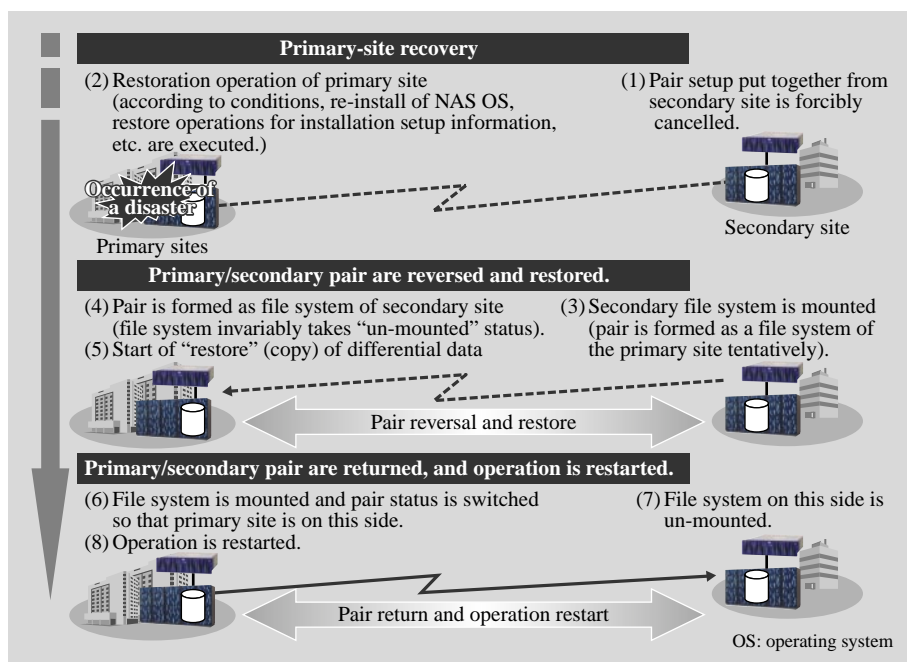 Primary-site recovery
(2) Restoration operation of primary site
(according to conditions, re-install of NAS OS,
restore operations for installation setup information,
etc. are executed.)
(1) Pair setup put together from
secondary site is forcibly
cancelled.
Occurrence of
a disaster
Primary sites
Secondary site
Primary/secondary pair are reversed and restored.
(4) Pair is formed as file system of secondary site
(file system invariably takes “un-mounted” status).
(5) Start of “restore” (copy) of differential data
(3) Secondary file system is mounted
(pair is formed as a file system of
the primary site tentatively).
Pair reversal and restore
Primary/secondary pair are returned, and operation is restarted.
(6) File system is mounted and pair status is switched
so that primary site is on this side.
(8) Operation is restarted.
(7) File system on this side is
un-mounted.
Pair return and operation restart
OS: operating system